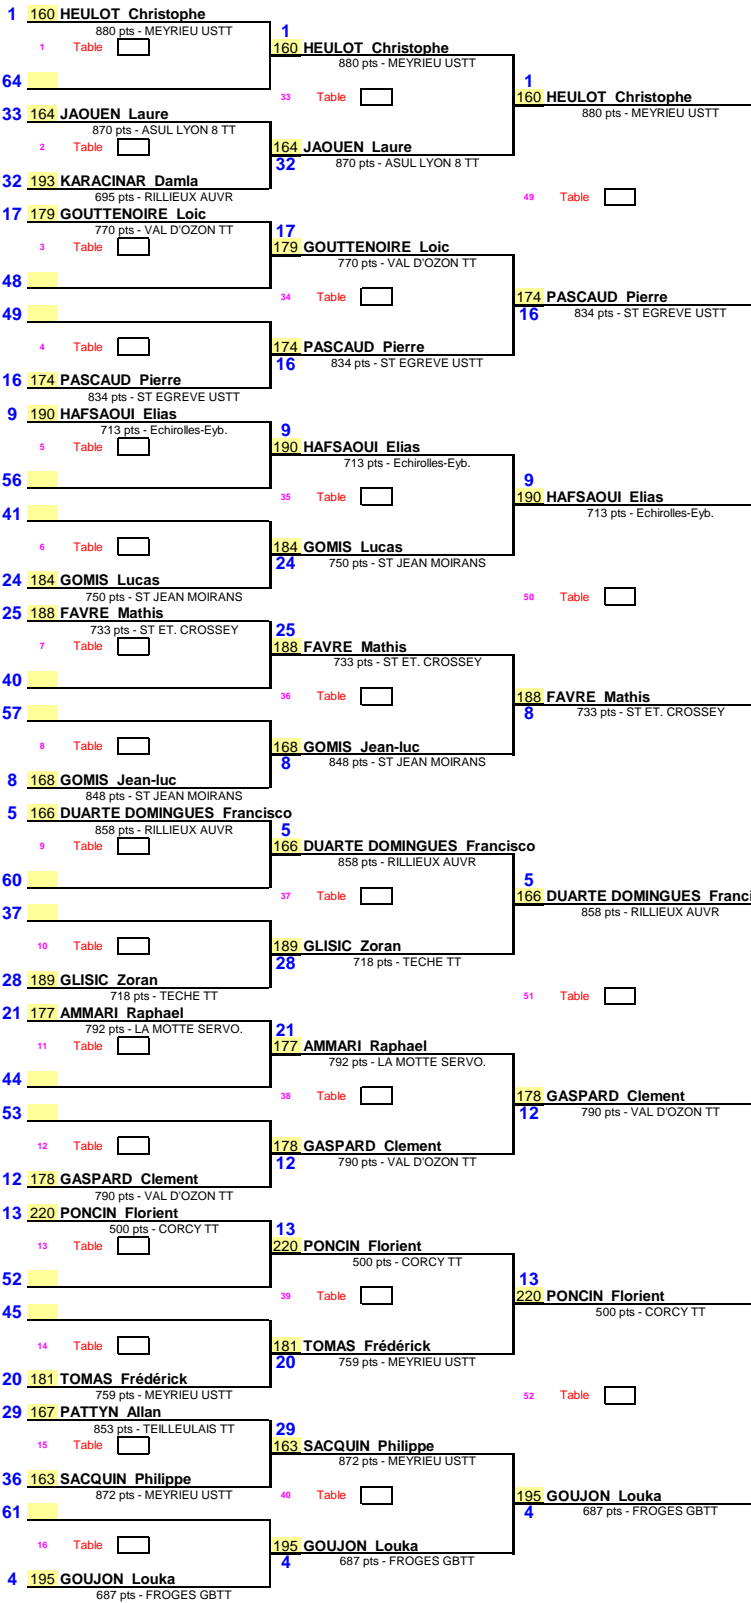 1 160 HEULOT Christophe
880 pts - MEYRIEU USTT
1 Table
64
33 164 JAOUEN Laure
870 pts - ASUL LYON 8 TT
2 Table
32 193 KARACINAR Damla
695 pts - RILLIEUX AUVR
17 179 GOUTTENOIRE Loic
770 pts - VAL D'OZON TT
3 Table
48
49
4 Table
16 174 PASCAUD Pierre
834 pts - ST EGREVE USTT
9 190 HAFSAOUI Elias
713 pts - Echirolles-Eyb.
5 Table
56
41
6 Table
24 184 GOMIS Lucas
750 pts - ST JEAN MOIRANS
25 188 FAVRE Mathis
733 pts - ST ET. CROSSEY
7 Table
40
57
8 Table
8 168 GOMIS Jean-luc
848 pts - ST JEAN MOIRANS
5 166 DUARTE DOMINGUES Francisco
858 pts - RILLIEUX AUVR
9 Table
60
37
10 Table
28 189 GLISIC Zoran
718 pts - TECHE TT
21 177 AMMARI Raphael
792 pts - LA MOTTE SERVO.
11 Table
44
53
12 Table
12 178 GASPARD Clement
790 pts - VAL D'OZON TT
13 220 PONCIN Florient
500 pts - CORCY TT
13 Table
52
45
14 Table
20 181 TOMAS Frédérick
759 pts - MEYRIEU USTT
29 167 PATTYN Allan
853 pts - TEILLEULAIS TT
15 Table
36 163 SACQUIN Philippe
872 pts - MEYRIEU USTT
61
16 Table
4 195 GOUJON Louka
687 pts - FROGES GBTT
1
160 HEULOT Christophe
880 pts - MEYRIEU USTT
33 Table
164 JAOUEN Laure
32 870 pts - ASUL LYON 8 TT
17
179 GOUTTENOIRE Loic
770 pts - VAL D'OZON TT
34 Table
174 PASCAUD Pierre
16 834 pts - ST EGREVE USTT
9
190 HAFSAOUI Elias
713 pts - Echirolles-Eyb.
35 Table
184 GOMIS Lucas
24 750 pts - ST JEAN MOIRANS
25
188 FAVRE Mathis
733 pts - ST ET. CROSSEY
36 Table
168 GOMIS Jean-luc
8 848 pts - ST JEAN MOIRANS
5
166 DUARTE DOMINGUES Francisco
858 pts - RILLIEUX AUVR
37 Table
189 GLISIC Zoran
28 718 pts - TECHE TT
21
177 AMMARI Raphael
792 pts - LA MOTTE SERVO.
38 Table
178 GASPARD Clement
12 790 pts - VAL D'OZON TT
13
220 PONCIN Florient
500 pts - CORCY TT
39 Table
181 TOMAS Frédérick
20 759 pts - MEYRIEU USTT
29
163 SACQUIN Philippe
872 pts - MEYRIEU USTT
40 Table
195 GOUJON Louka
4 687 pts - FROGES GBTT
1
160 HEULOT Christophe
880 pts - MEYRIEU USTT
49 Table
174 PASCAUD Pierre
16 834 pts - ST EGREVE USTT
9
190 HAFSAOUI Elias
713 pts - Echirolles-Eyb.
50 Table
188 FAVRE Mathis
8 733 pts - ST ET. CROSSEY
5
166 DUARTE DOMINGUES Franci
858 pts - RILLIEUX AUVR
51 Table
178 GASPARD Clement
12 790 pts - VAL D'OZON TT
13
220 PONCIN Florient
500 pts - CORCY TT
52 Table
195 GOUJON Louka
4 687 pts - FROGES GBTT